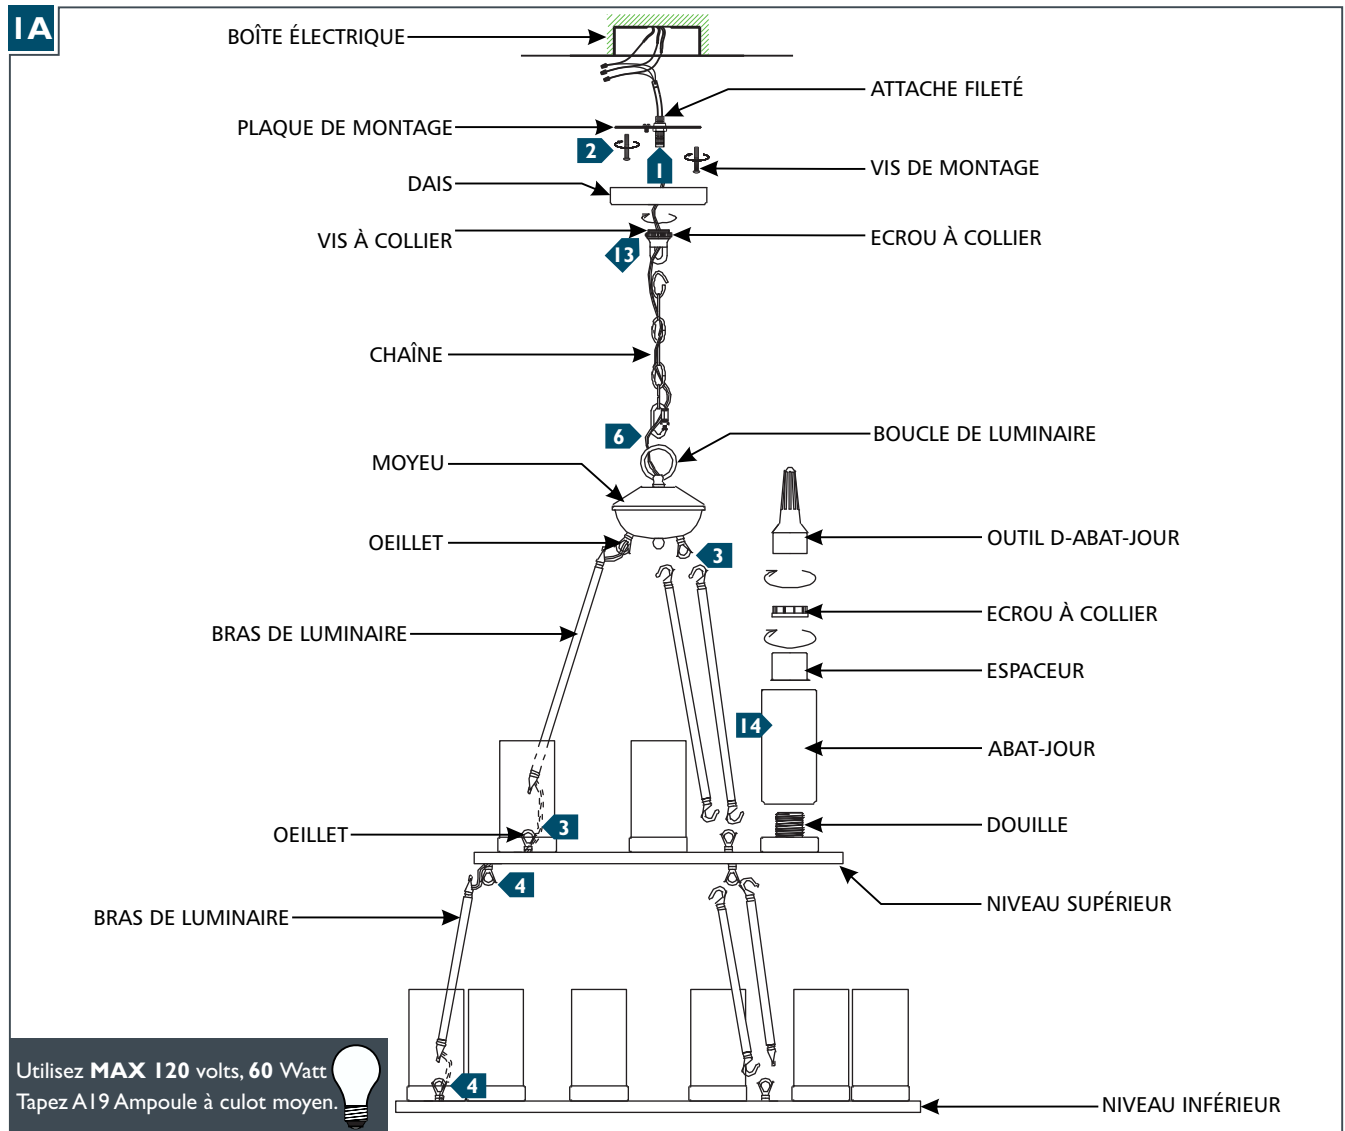 1A
BOÎTE ÉLECTRIQUE
ATTACHE FILETÉ
PLAQUE DE MONTAGE
2
1
VIS DE MONTAGE
DAIS
VIS À COLLIER
ECROU À COLLIER
13
CHAÎNE
6
BOUCLE DE LUMINAIRE
MOYEU
OUTIL D-ABAT-JOUR
OEILLET
3
ECROU À COLLIER
BRAS DE LUMINAIRE
ESPACEUR
14
ABAT-JOUR
OEILLET
3
DOUILLE
4
NIVEAU SUPÉRIEUR
BRAS DE LUMINAIRE
Utilisez MAX 120 volts, 60 Watt
Tapez A19 Ampoule à culot moyen.
4
NIVEAU INFÉRIEUR